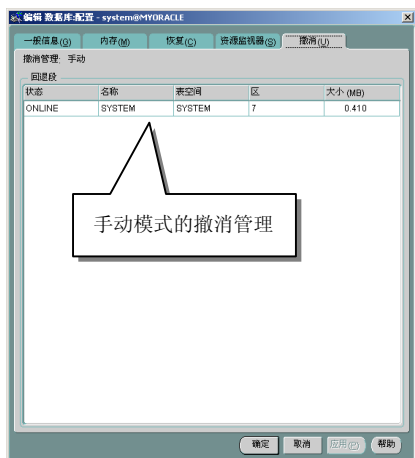 编辑 数据库:配置 - system@MYORACLE
一般信息(G) 内存(M) 恢复(C) 资源监视器(S) 撤消(U)
撤消管理: 手动
回退段
状态 名称 表空间 区 大小 (MB)
ONLINE SYSTEM SYSTEM 7 0.410
手动模式的撤消管理
确定 取消 应用(P) 帮助